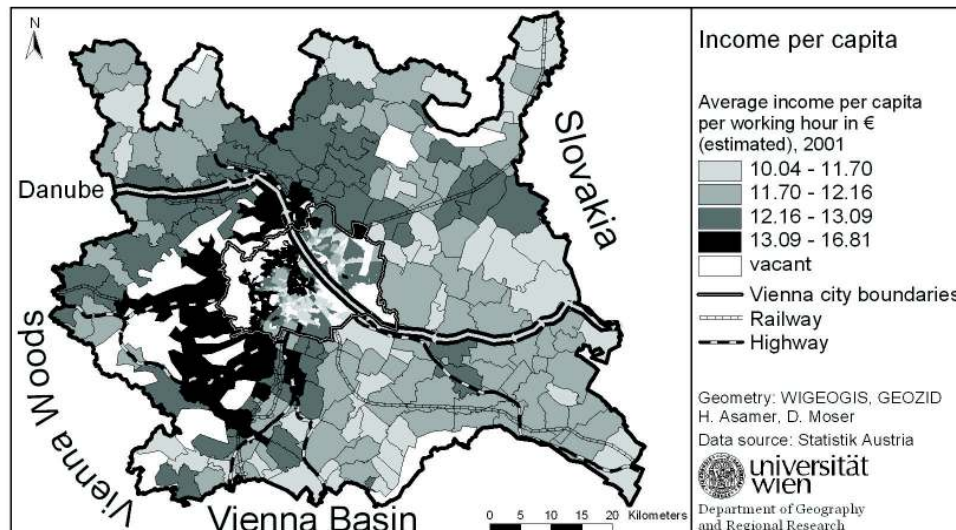 N
Danube
Slovakia
Vienna Woods
Vienna Basin
0 5 10 15 20 Kilometers
Income per capita
Average income per capita
per working hour in €
(estimated), 2001
10.04 - 11.70
11.70 - 12.16
12.16 - 13.09
13.09 - 16.81
vacant
Vienna city boundaries
Railway
Highway
Geometry: WIGEOGIS, GEOZID
H. Asamer, D. Moser
Data source: Statistik Austria
universität
wien
Department of Geography
and Regional Research